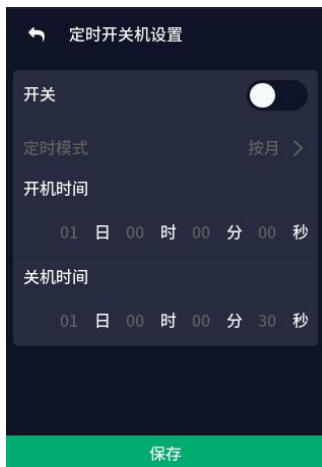 定时开关机设置
开关
定时模式 按月
开机时间
01 日 00 时 00 分 00 秒
关机时间
01 日 00 时 00 分 30 秒
保存